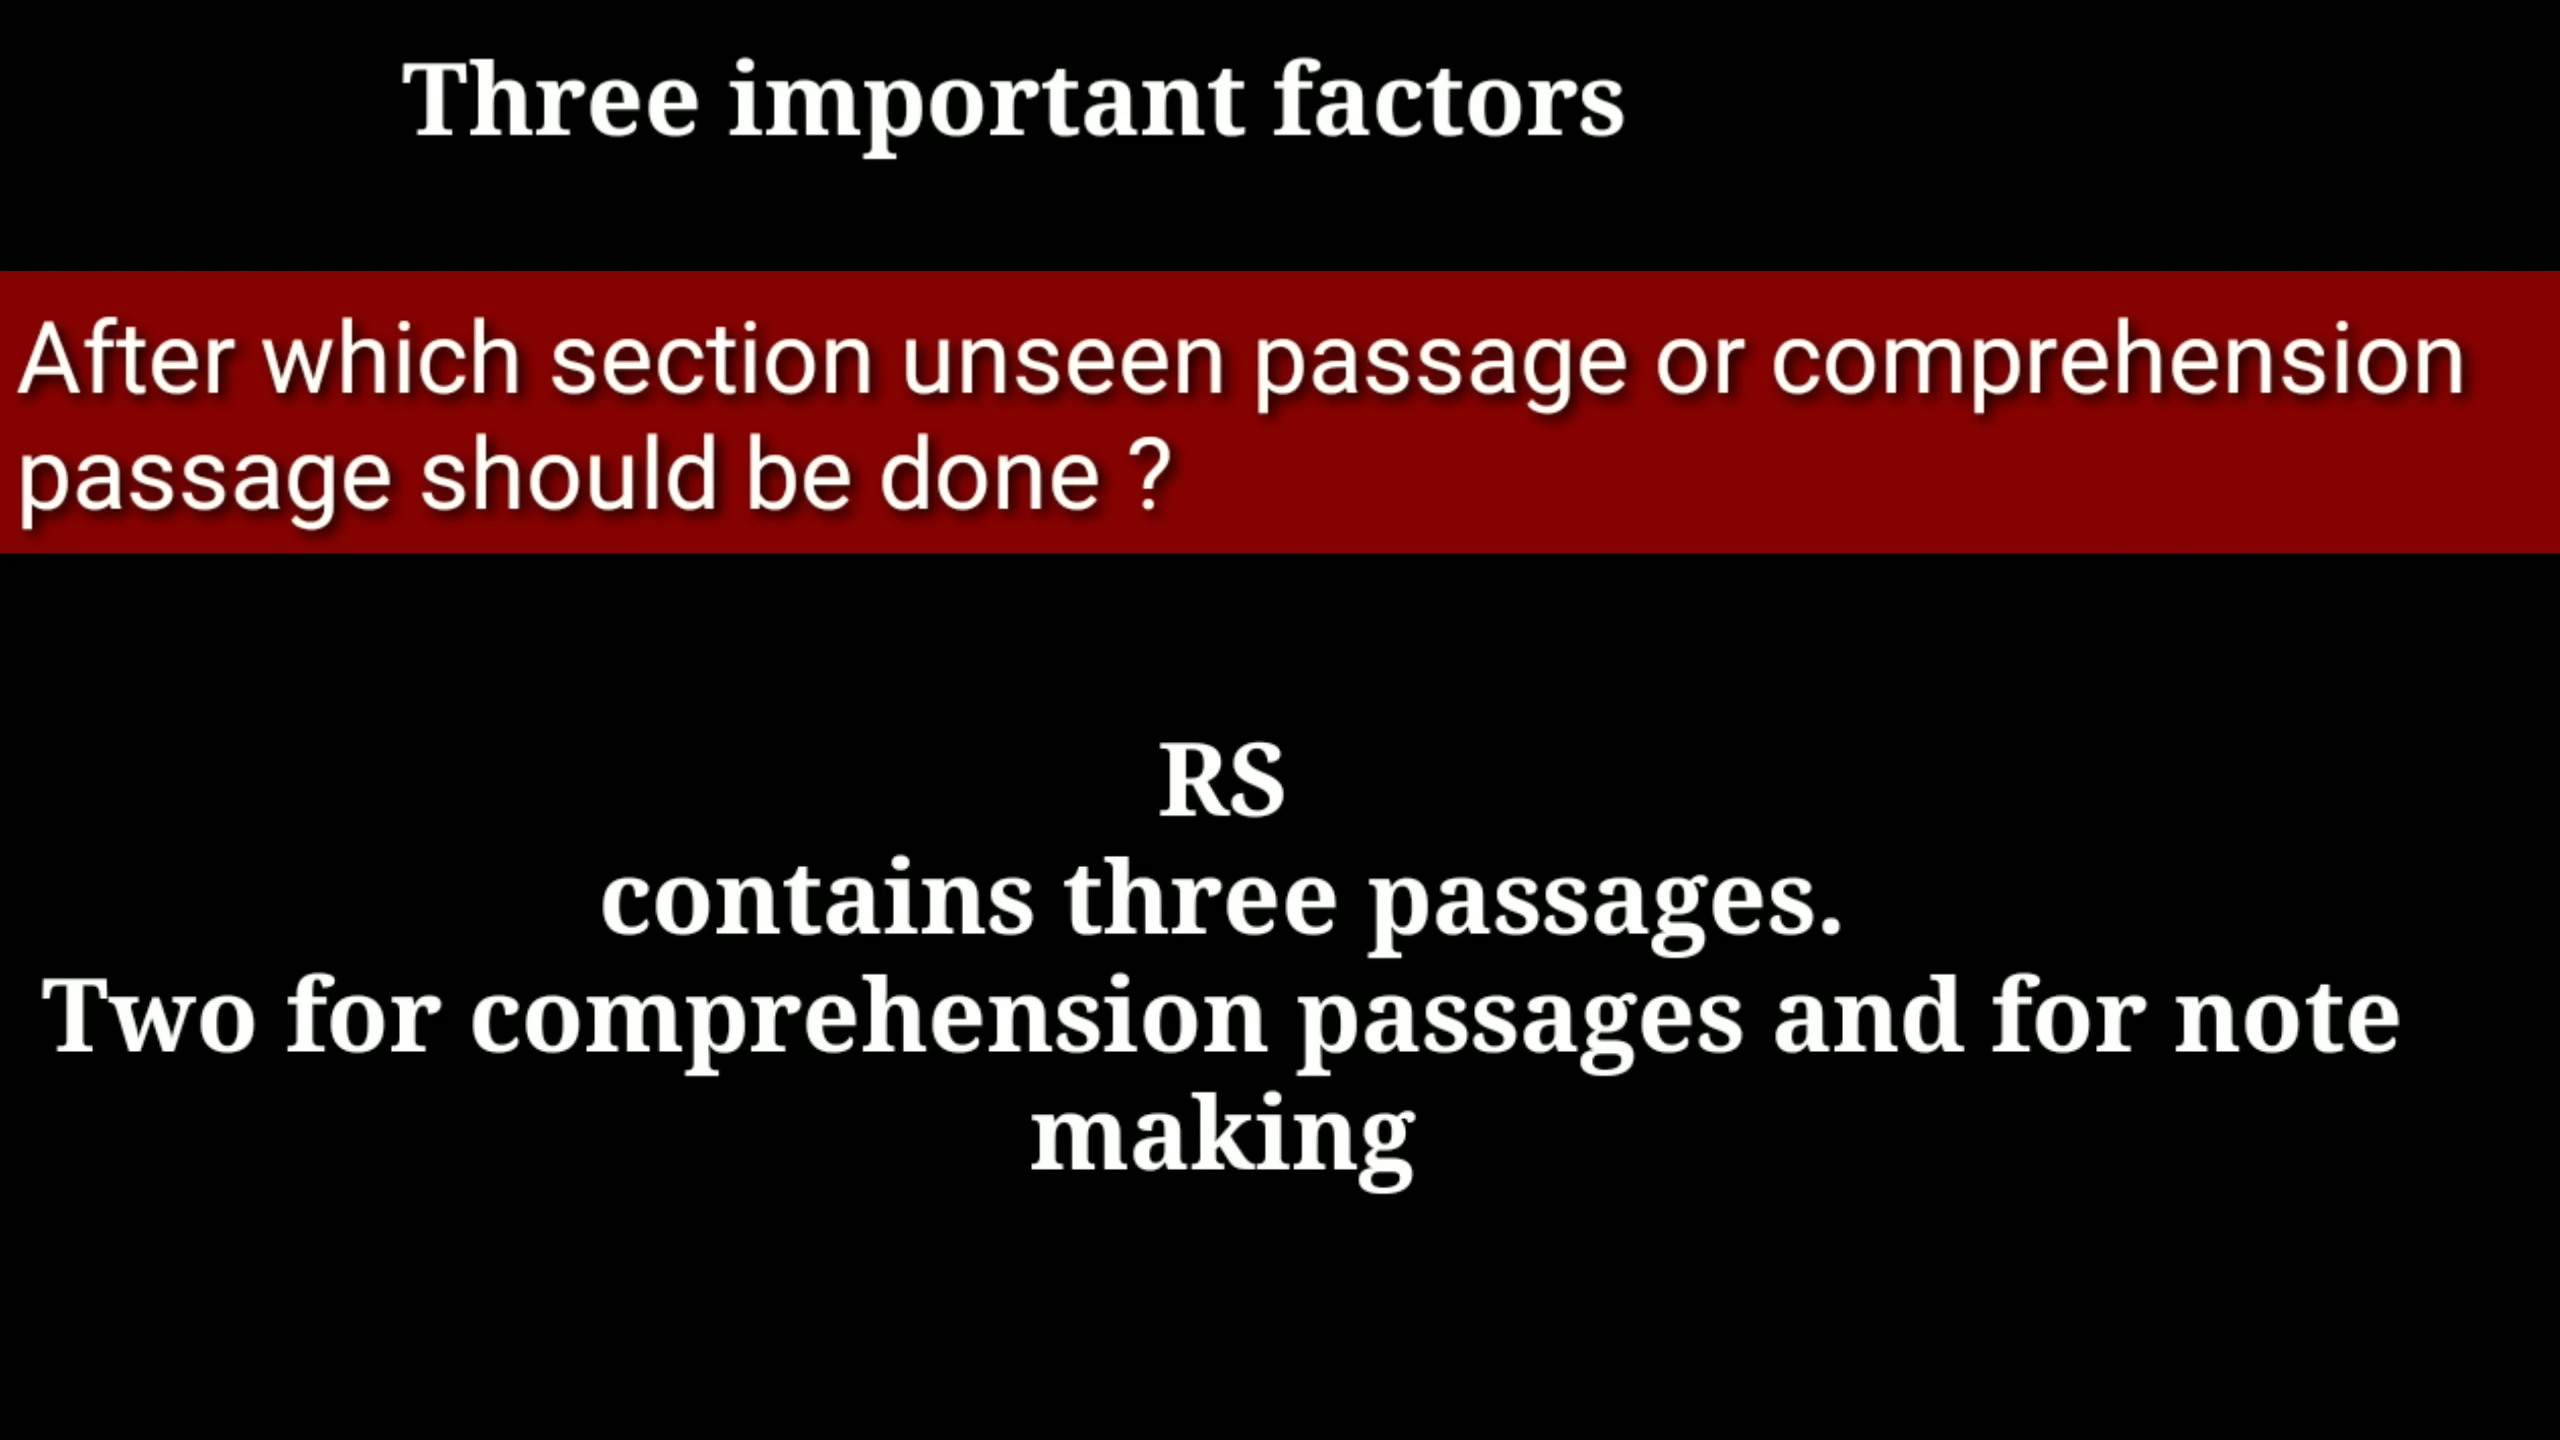 Three important factors
After which section unseen passage or comprehension
passage should be done ?
RS
contains three passages.
Two for comprehension passages and for note
making